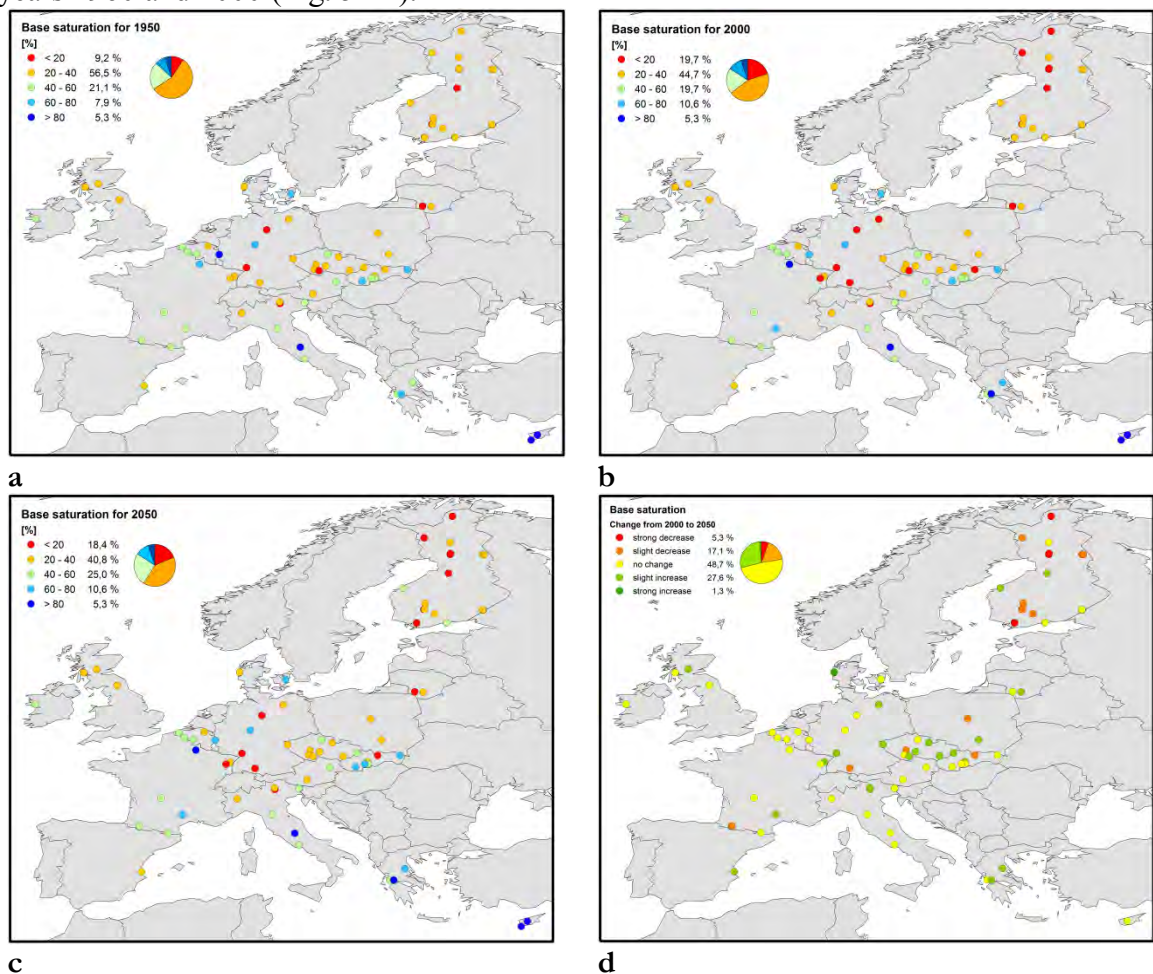 years and
Base saturation for 1950
[%]
< 20 9,2 %
20 - 40 56,5 %
40 - 60 21,1 %
60 - 80 7,9 %
> 80 5,3 %
a
Base saturation for 2000
[%]
< 20 19,7 %
20 - 40 44,7 %
40 - 60 19,7 %
60 - 80 10,6 %
> 80 5,3 %
b
Base saturation for 2050
[%]
< 20 18,4 %
20 - 40 40,8 %
40 - 60 25,0 %
60 - 80 10,6 %
> 80 5,3 %
c
Base saturation
Change from 2000 to 2050
strong decrease 5,3 %
slight decrease 17,1 %
no change 48,7 %
slight increase 27,6 %
strong increase 1,3 %
d